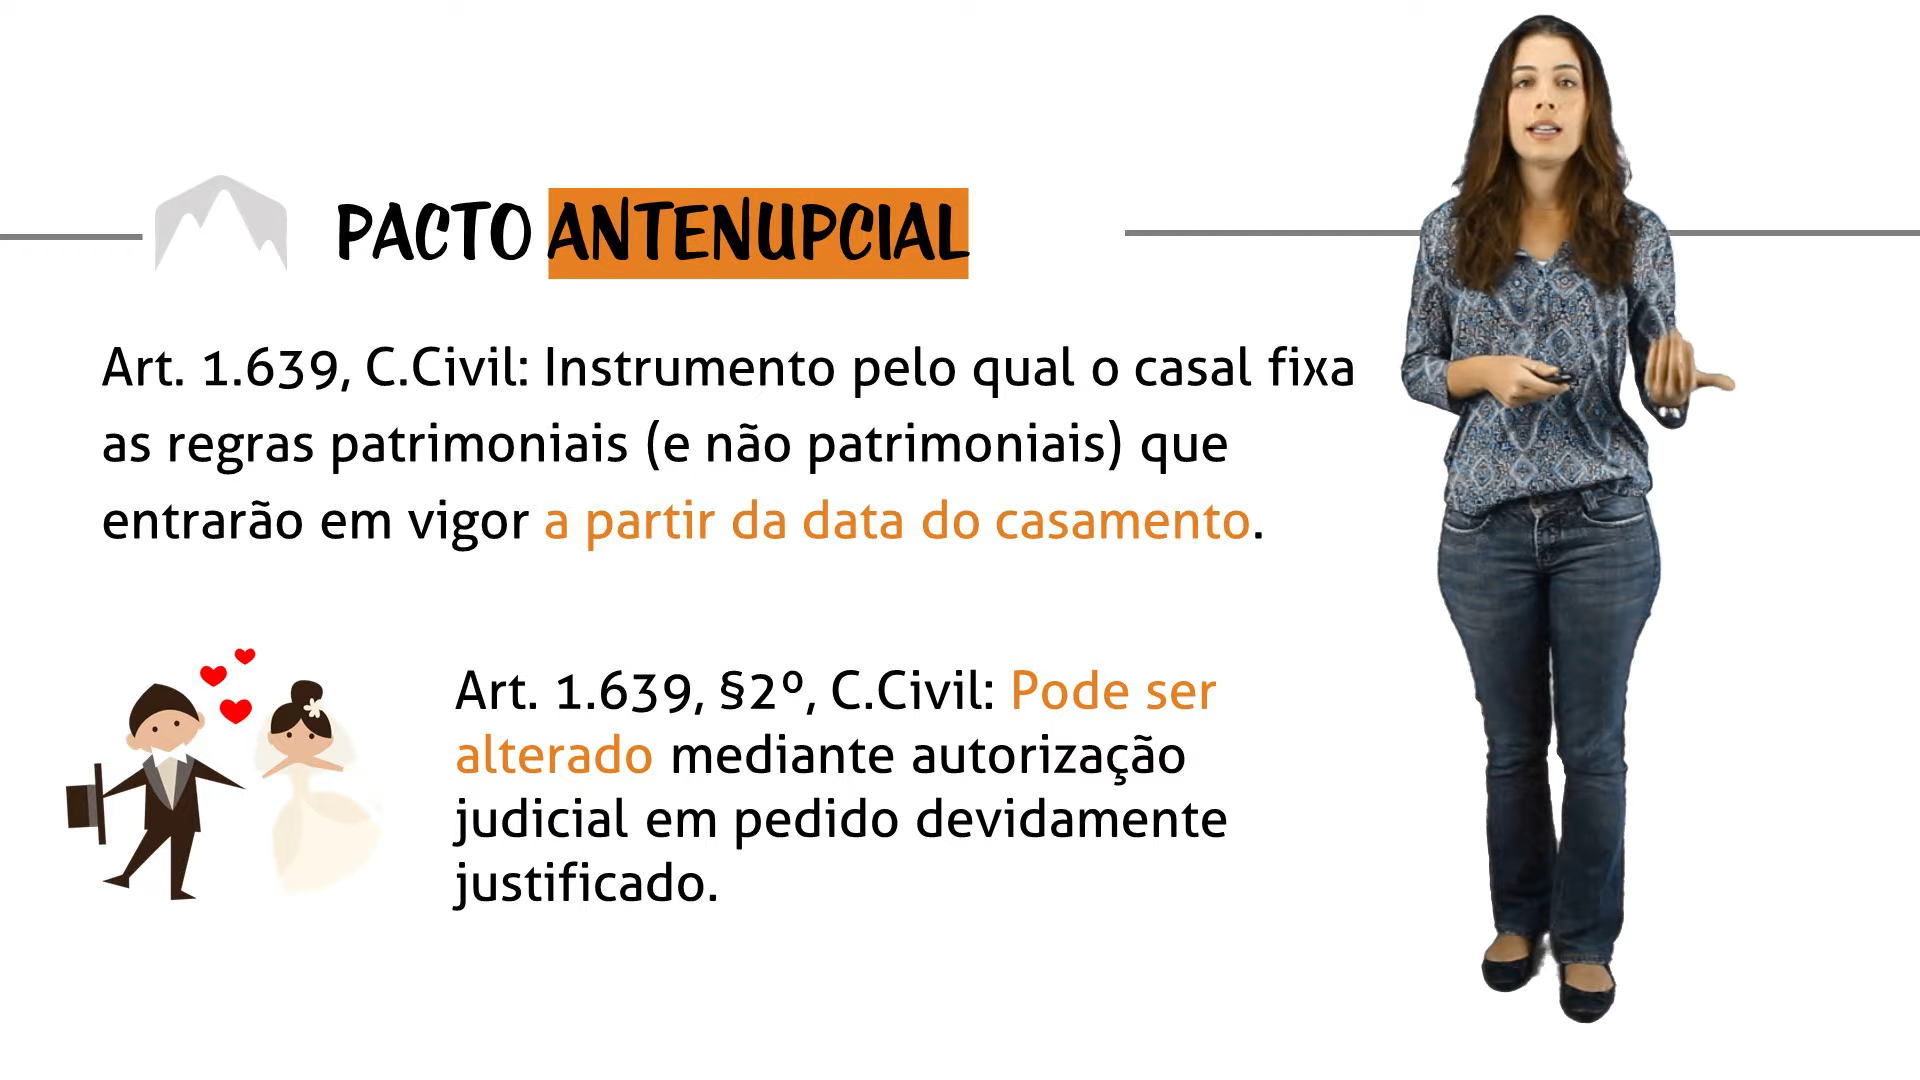 PACTO ANTENUPCIAL
Art. 1.639, C.Civil: Instrumento pelo qual o casal fixa
as regras patrimoniais (e não patrimoniais) que
entrarão em vigor a partir da data do casamento.
Art. 1.639, §2º, C.Civil: Pode ser
alterado mediante autorização
judicial em pedido devidamente
justificado.